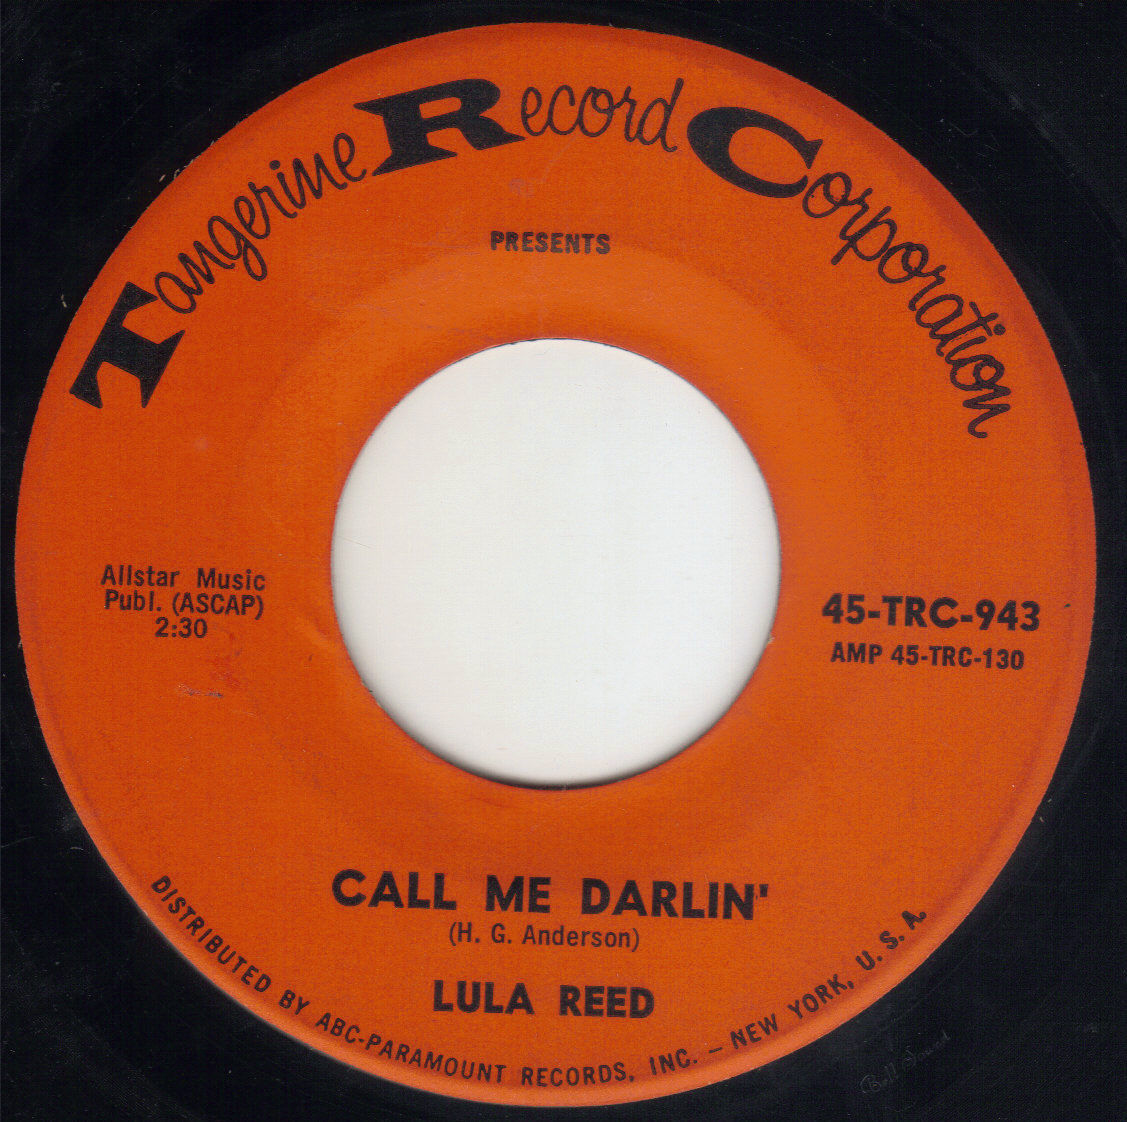 Tangerine Record Corporation
PRESENTS
Allstar Music
Publ. (ASCAP)
2:30
45-TRC-943
AMP 45-TRC-130
CALL ME DARLIN'
(H. G. Anderson)
LULA REED
DISTRIBUTED BY ABC-PARAMOUNT RECORDS, INC. – NEW YORK, U. S. A.